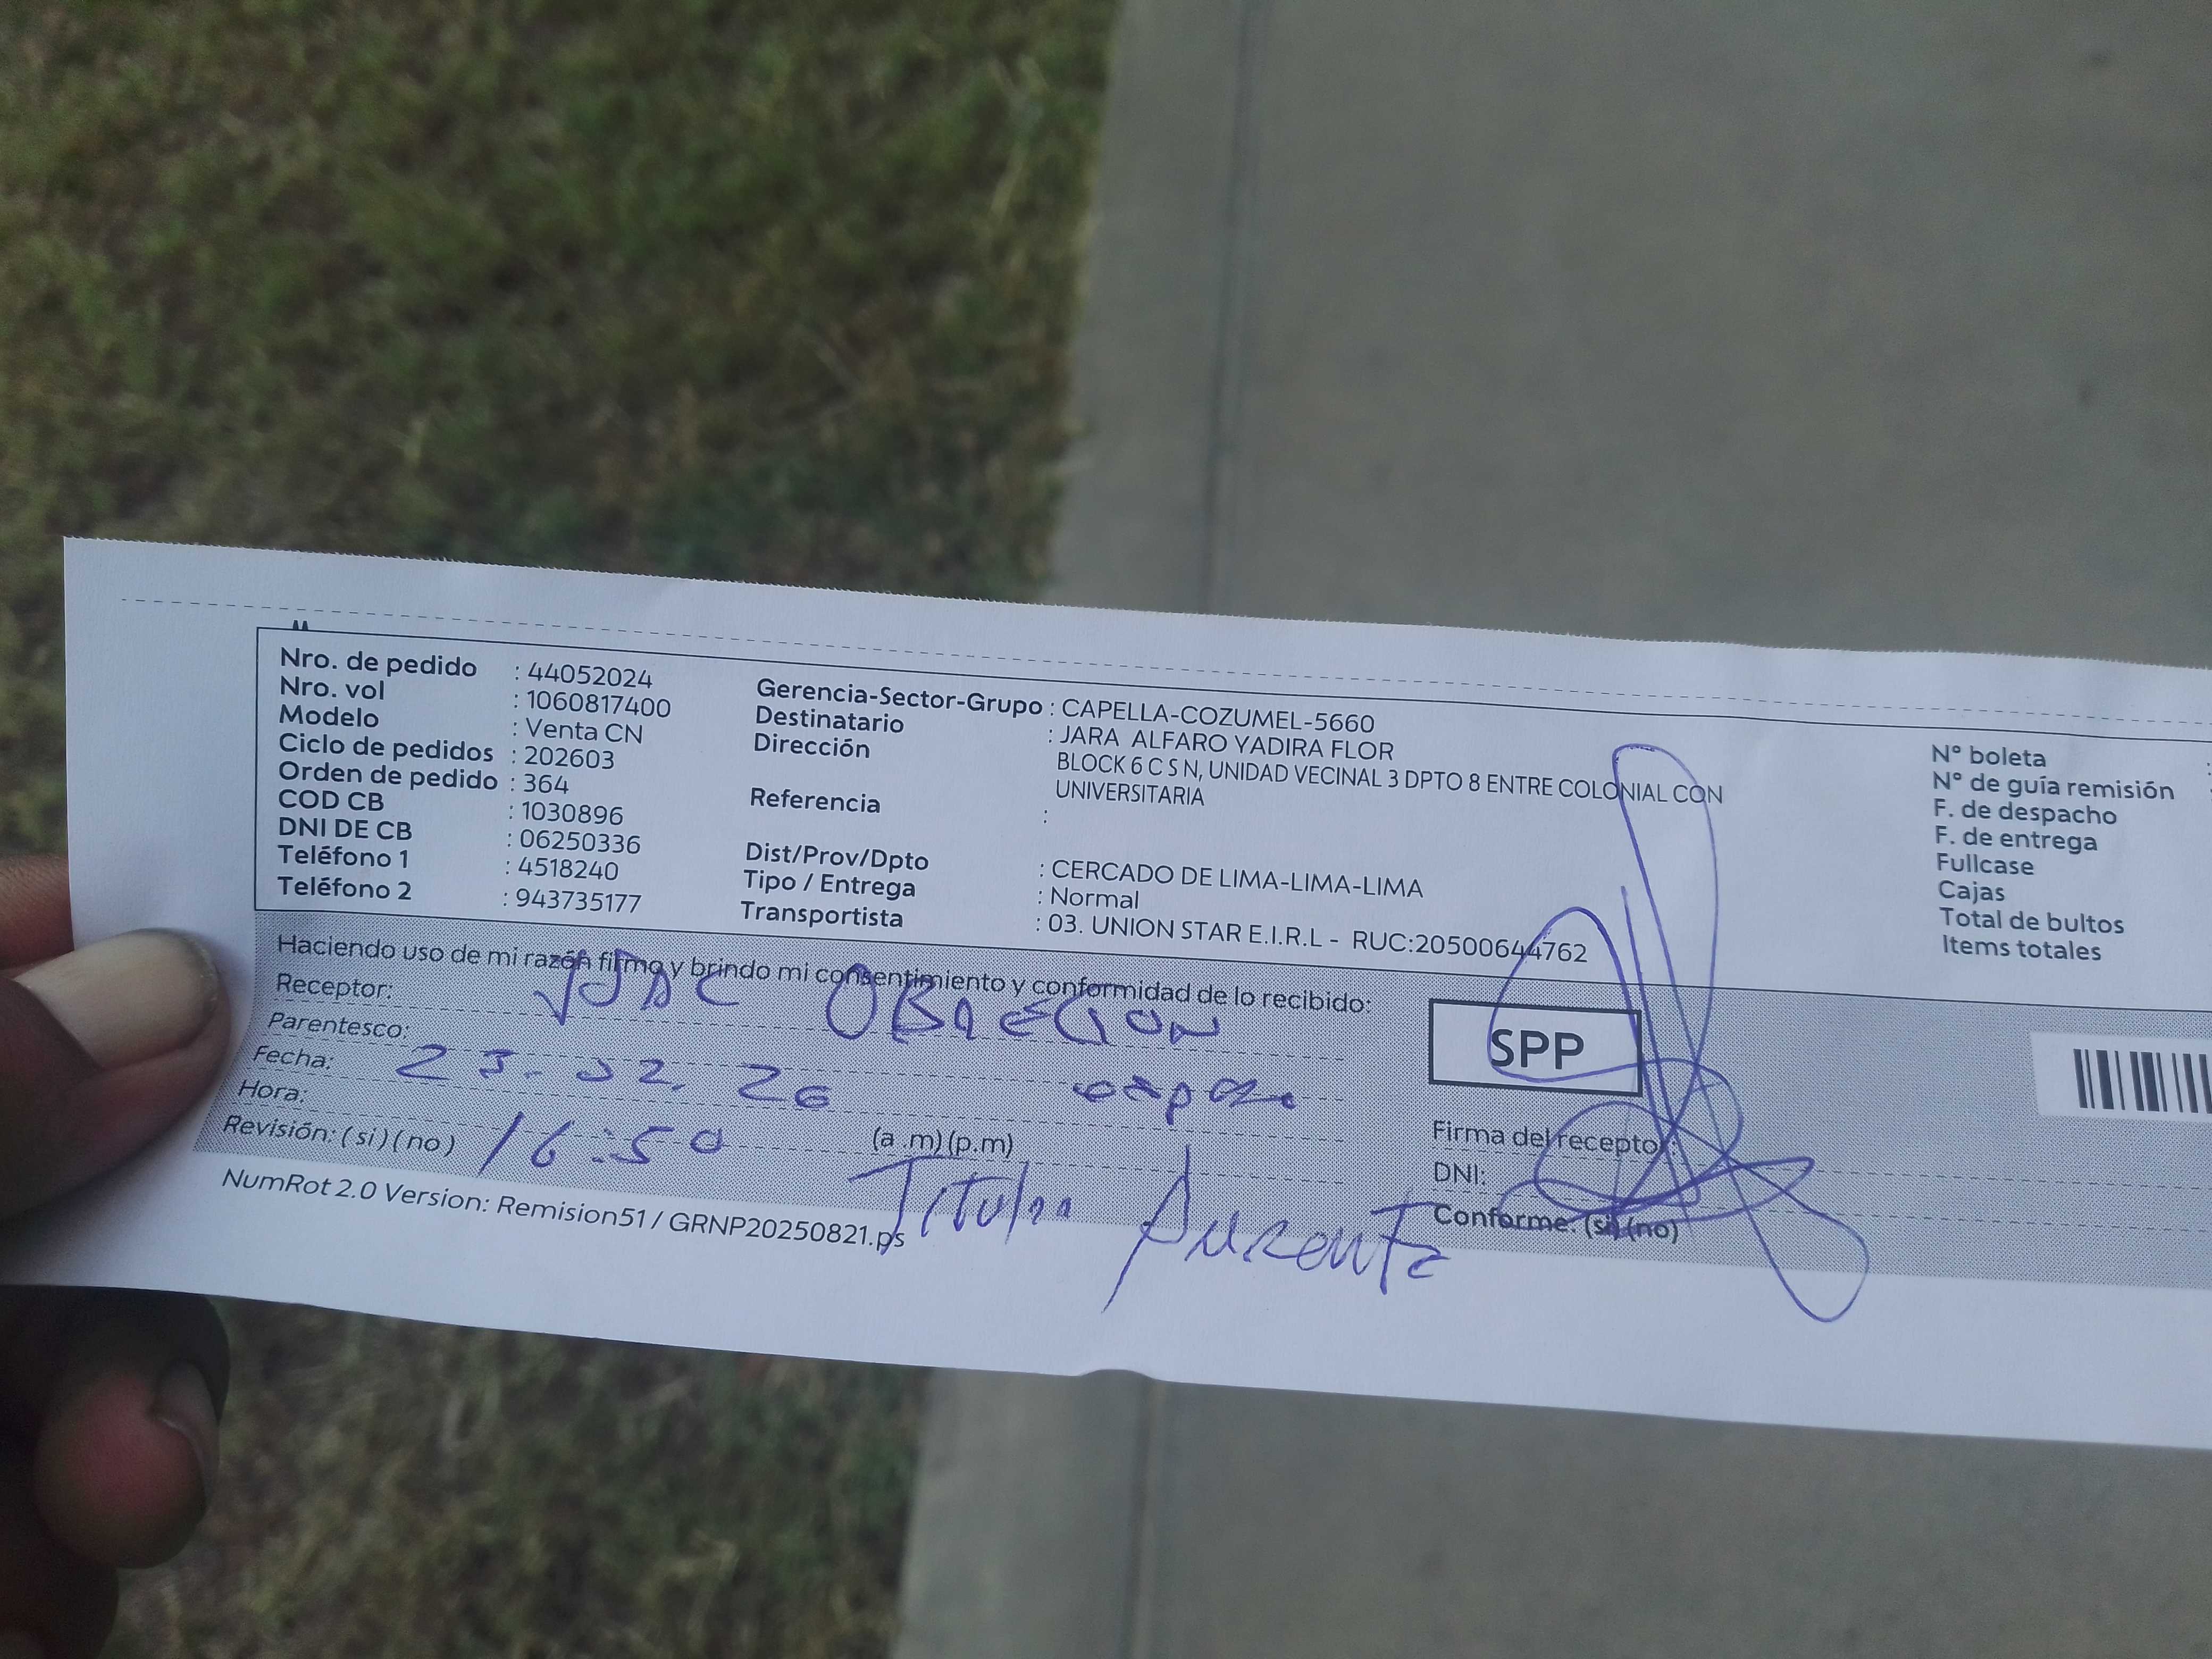 Nro. de pedido : 44052024
Nro. vol : 1060817400
Modelo : Venta CN
Ciclo de pedidos : 202603
Orden de pedido : 364
COD CB : 1030896
DNI DE CB : 06250336
Teléfono 1 : 4518240
Teléfono 2 : 943735177
Gerencia-Sector-Grupo : CAPELLA-COZUMEL-5660
Destinatario : JARA ALFARO YADIRA FLOR
Dirección BLOCK 6 C S N, UNIDAD VECINAL 3 DPTO 8 ENTRE COLONIAL CON
UNIVERSITARIA
Referencia :
Dist/Prov/Dpto : CERCADO DE LIMA-LIMA-LIMA
Tipo / Entrega : Normal
Transportista : 03. UNION STAR E.I.R.L - RUC:20500644762
N° boleta :
N° de guía remisión :
F. de despacho
F. de entrega
Fullcase
Cajas
Total de bultos
Items totales
Haciendo uso de mi razón firmo y brindo mi consentimiento y conformidad de lo recibido:
Receptor: OBREGON
Parentesco:
Fecha: 23.02.26
Hora: 16:50 (a .m) (p.m)
Revisión: (si) (no)
Titular Ausente
SPP
Firma del receptor:
DNI:
Conforme: (si) (no)
NumRot 2.0 Version: Remision51 / GRNP20250821.ps